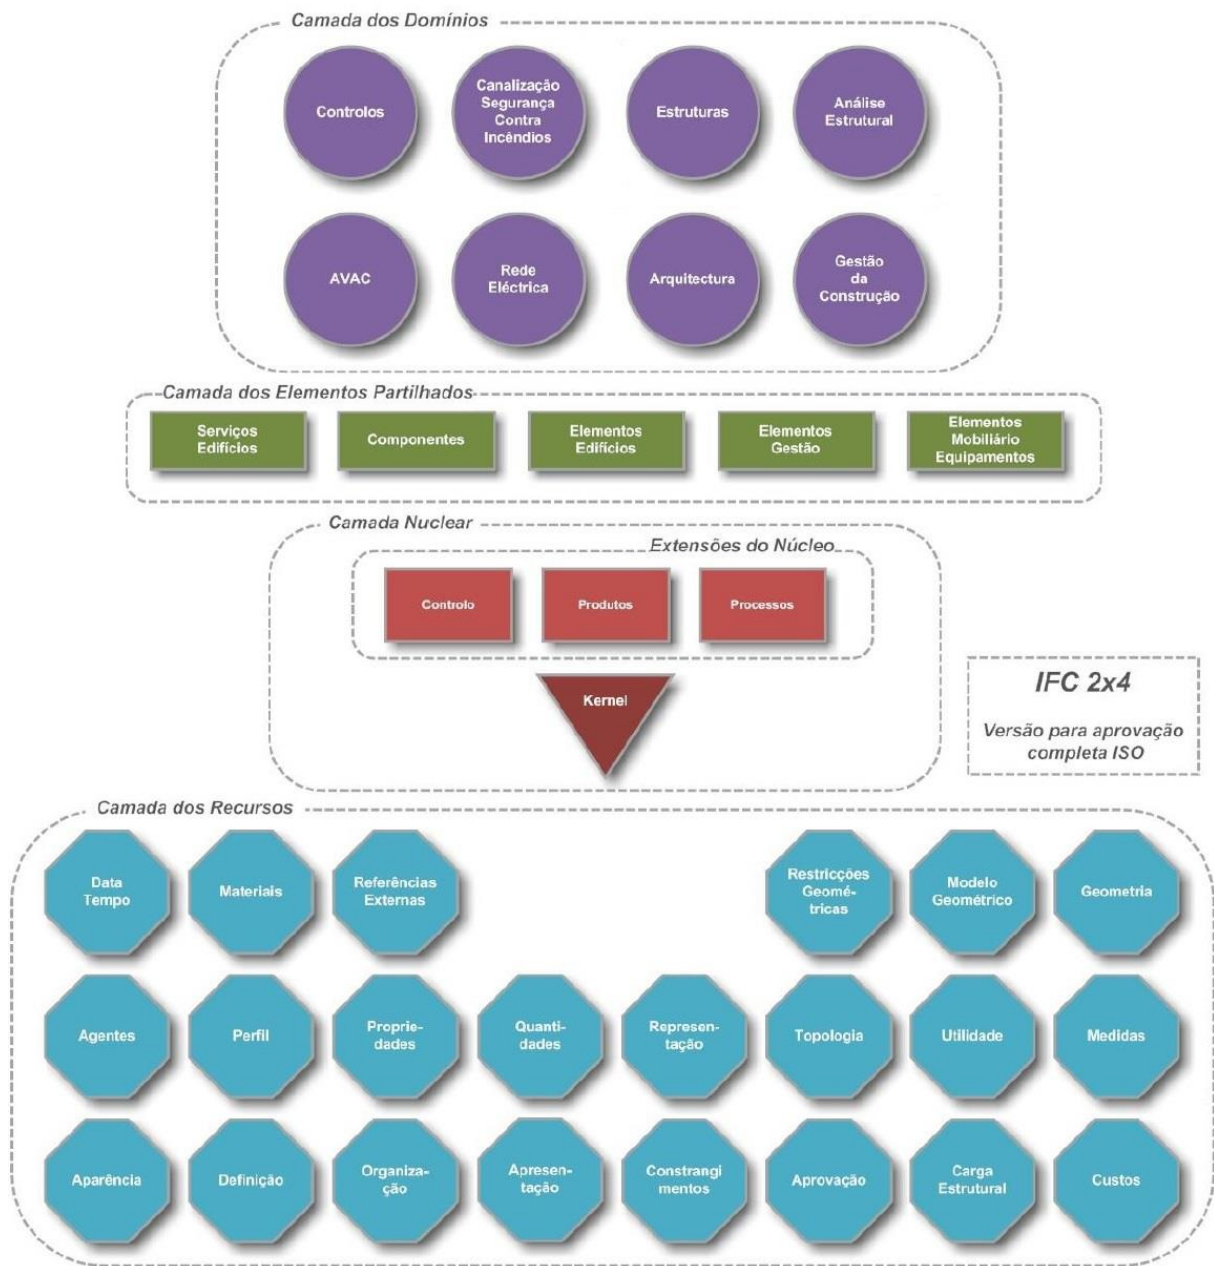 Camada dos Domínios
Controlos
Canalização
Segurança
Contra
Incêndios
Estruturas
Análise
Estrutural
AVAC
Rede
Eléctrica
Arquitectura
Gestão
da
Construção
Camada dos Elementos Partilhados
Serviços
Edifícios
Componentes
Elementos
Edifícios
Elementos
Gestão
Elementos
Mobiliário
Equipamentos
Camada Nuclear
Extensões do Núcleo
Controlo
Produtos
Processos
Kernel
IFC 2x4
Versão para aprovação
completa ISO
Camada dos Recursos
Data
Tempo
Materiais
Referências
Externas
Restricções
Geomé-
tricas
Modelo
Geométrico
Geometria
Agentes
Perfil
Proprie-
dades
Quanti-
dades
Represen-
tação
Topologia
Utilidade
Medidas
Aparência
Definição
Organiza-
ção
Apresen-
tação
Constrangi
mentos
Aprovação
Carga
Estrutural
Custos